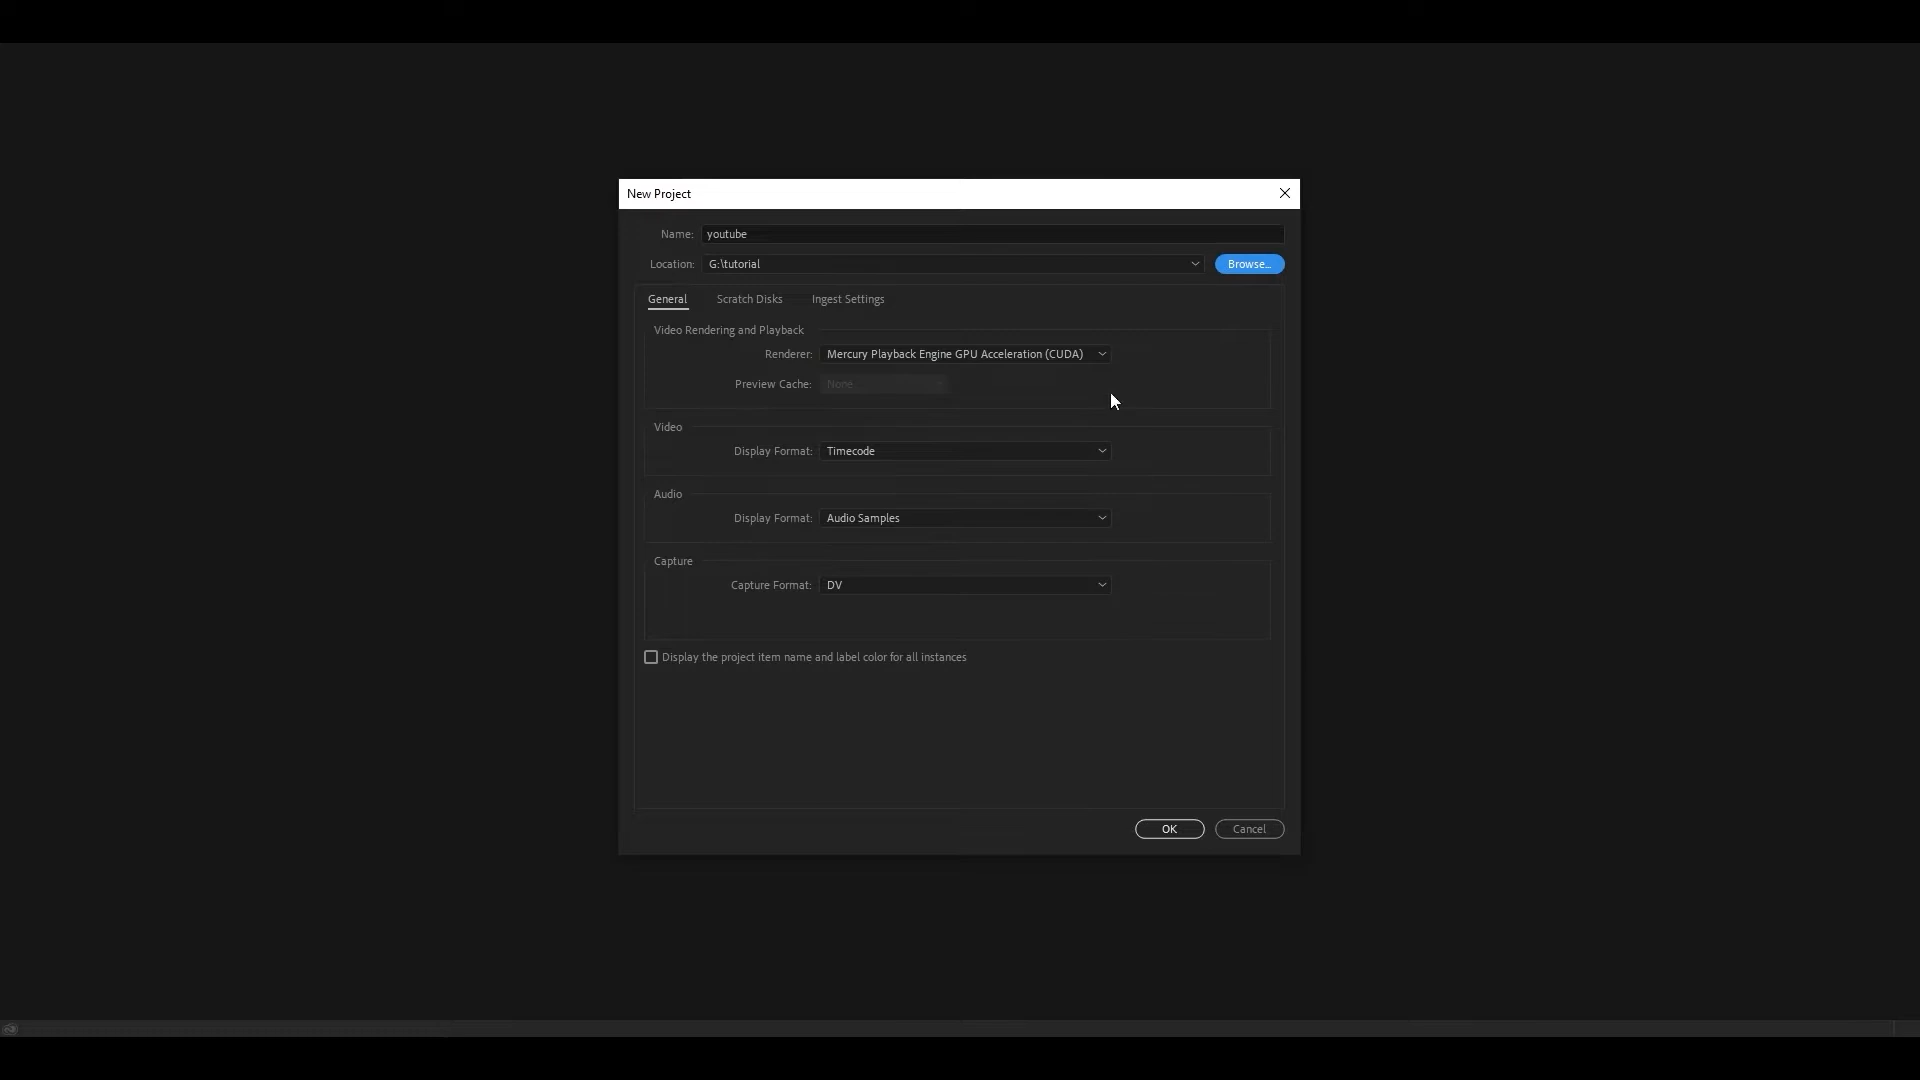 New Project
Name: youtube
Location: G:\tutorial Browse...
General Scratch Disks Ingest Settings
Video Rendering and Playback
Renderer: Mercury Playback Engine GPU Acceleration (CUDA)
Preview Cache: None
Video
Display Format: Timecode
Audio
Display Format: Audio Samples
Capture
Capture Format: DV
Display the project item name and label color for all instances
OK Cancel